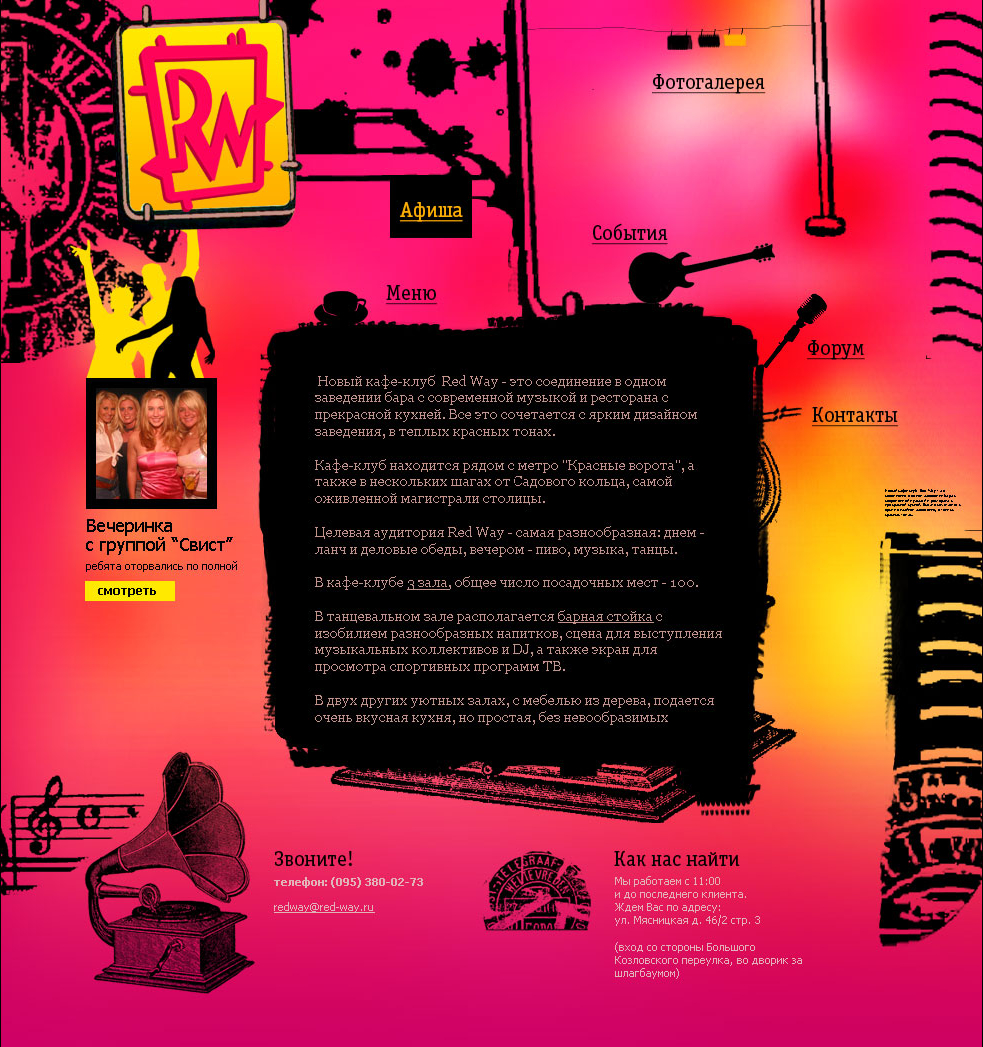 RW
Фотогалерея
Афиша
События
Меню
Форум
Контакты
Новый кафе-клуб Red Way - это соединение в одном
заведении бара с современной музыкой и ресторана с
прекрасной кухней. Все это сочетается с ярким дизайном
заведения, в теплых красных тонах.
Кафе-клуб находится рядом с метро "Красные ворота", а
также в нескольких шагах от Садового кольца, самой
оживленной магистрали столицы.
Целевая аудитория Red Way - самая разнообразная: днем -
ланч и деловые обеды, вечером - пиво, музыка, танцы.
В кафе-клубе 3 зала, общее число посадочных мест - 100.
В танцевальном зале располагается барная стойка с
изобилием разнообразных напитков, сцена для выступления
музыкальных коллективов и DJ, а также экран для
просмотра спортивных программ ТВ.
В двух других уютных залах, с мебелью из дерева, подается
очень вкусная кухня, но простая, без невообразимых
Вечеринка
с группой “Свист”
ребята оторвались по полной
смотреть
Звоните!
телефон: (095) 380-02-73
redway@red-way.ru
TELEGRAAF
Как нас найти
Мы работаем с 11:00
и до последнего клиента.
Ждем Вас по адресу:
ул. Мясницкая д. 46/2 стр. 3
(вход со стороны Большого
Козловского переулка, во дворик за
шлагбаумом)